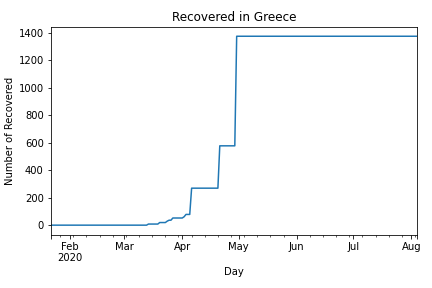 Recovered in Greece
Number of Recovered
1400
1200
1000
800
600
400
200
0
Feb
2020
Mar
Apr
May
Jun
Jul
Aug
Day